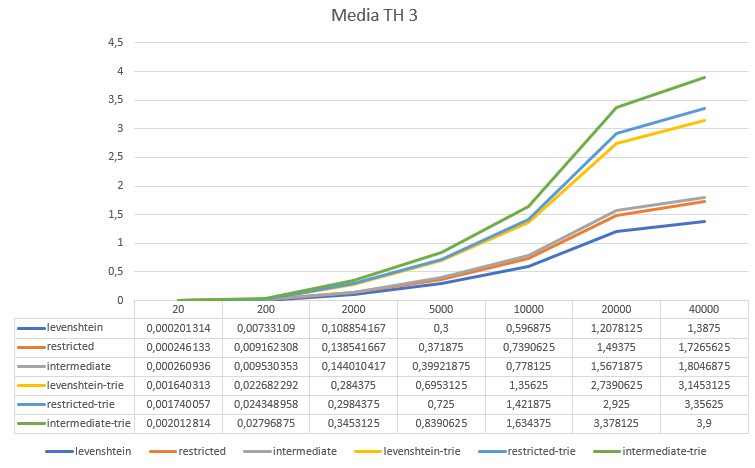 Media TH 3
4,5
4
3,5
3
2,5
2
1,5
1
0,5
0
20 200 2000 5000 10000 20000 40000
levenshtein 0,000201314 0,00733109 0,108854167 0,3 0,596875 1,2078125 1,3875
restricted 0,000246133 0,009162308 0,138541667 0,371875 0,7390625 1,49375 1,7265625
intermediate 0,000260936 0,009530353 0,144010417 0,39921875 0,778125 1,5671875 1,8046875
levenshtein-trie 0,001640313 0,022682292 0,284375 0,6953125 1,35625 2,7390625 3,1453125
restricted-trie 0,001740057 0,024348958 0,2984375 0,725 1,421875 2,925 3,35625
intermediate-trie 0,002012814 0,02796875 0,3453125 0,8390625 1,634375 3,378125 3,9
levenshtein restricted intermediate levenshtein-trie restricted-trie intermediate-trie